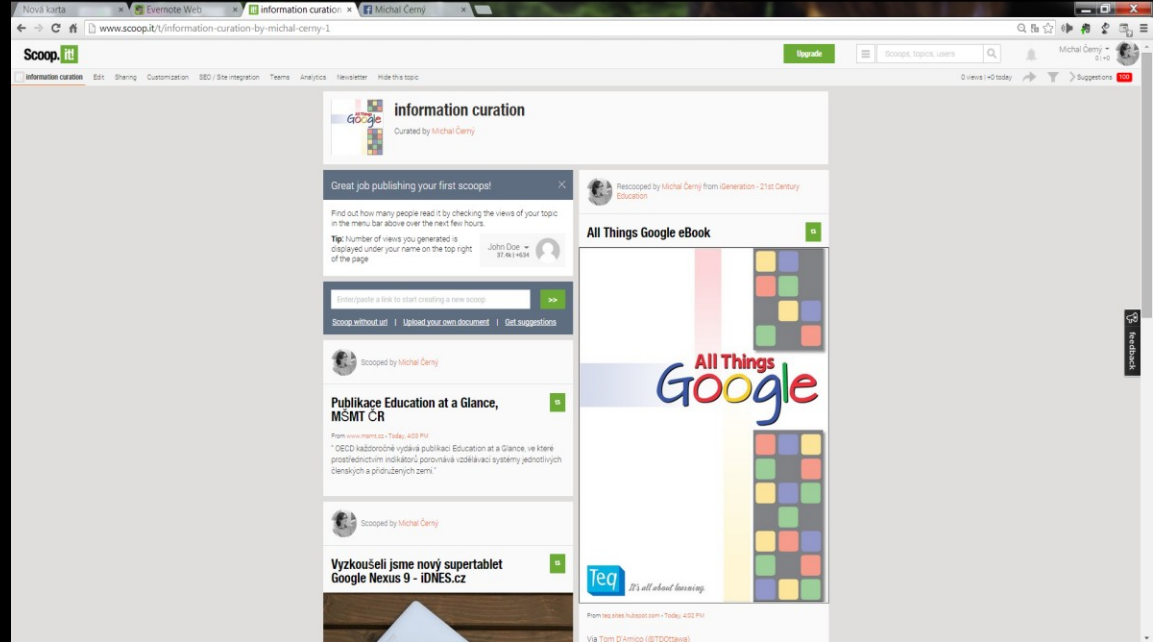 Nová karta
Evernote Web
information curation
Michal Černý
www.scoop.it/t/information-curation-by-michal-cerny-1
Scoop.it!
Upgrade
Scoops, topics, users
Michal Černý
0 | +0
information curation Edit Sharing Customization SEO / Site integration Teams Analytics Newsletter Hide this topic
0 views | +0 today
Suggestions 100
Google
information curation
Curated by Michal Černý
Great job publishing your first scoops!
Find out how many people read it by checking the views of your topic
in the menu bar above over the next few hours.
Tip: Number of views you generated is
displayed under your name on the top right
of the page
John Doe
37.4k | +634
Enter/paste a link to start creating a new scoop
>>
Scoop without url | Upload your own document | Get suggestions
Scooped by Michal Černý
Publikace Education at a Glance,
MŠMT ČR
From www.msmt.cz - Today, 4:03 PM
" OECD každoročně vydává publikaci Education at a Glance, ve které
prostřednictvím indikátorů porovnává vzdělávací systémy jednotlivých
členských a přidružených zemí."
Scooped by Michal Černý
Vyzkoušeli jsme nový supertablet
Google Nexus 9 - iDNES.cz
Rescooped by Michal Černý from iGeneration - 21st Century
Education
All Things Google eBook
All Things
Google
Teq
It's all about learning.
From teq.sites.hubspot.com - Today, 4:02 PM
Via Tom D'Amico (@TDOttawa)
feedback